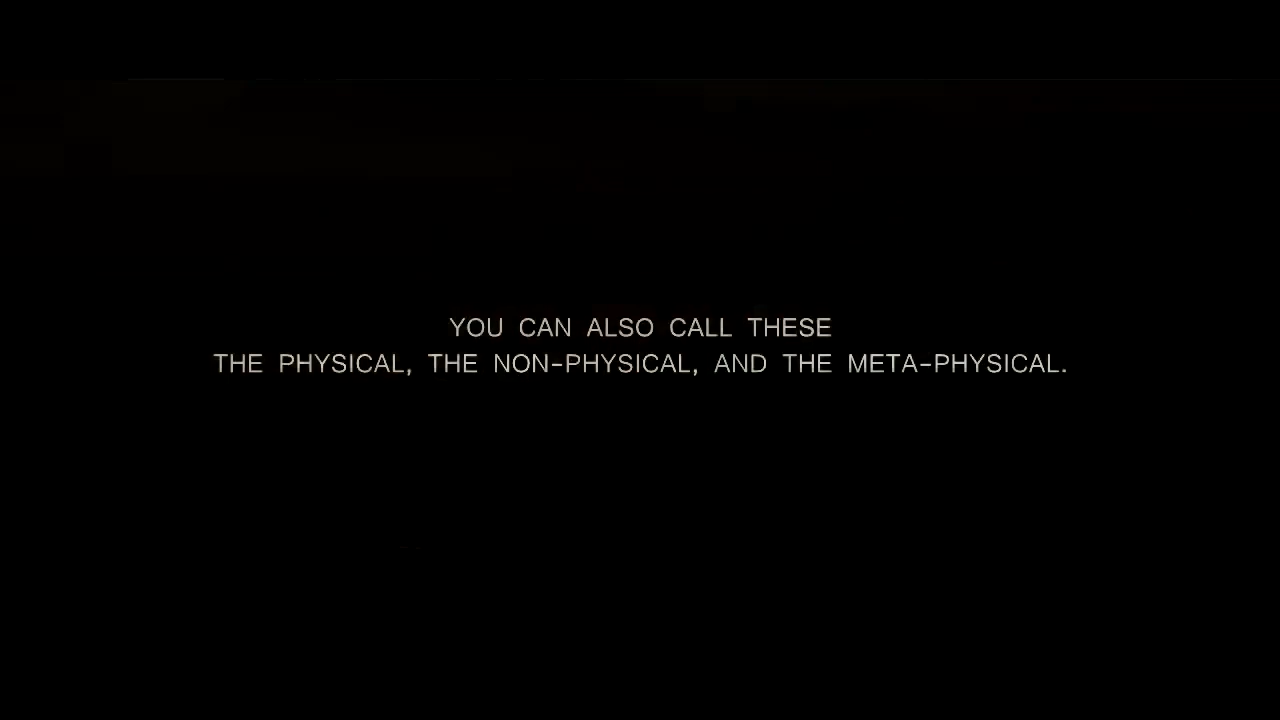 YOU CAN ALSO CALL THESE
THE PHYSICAL, THE NON-PHYSICAL, AND THE META-PHYSICAL.